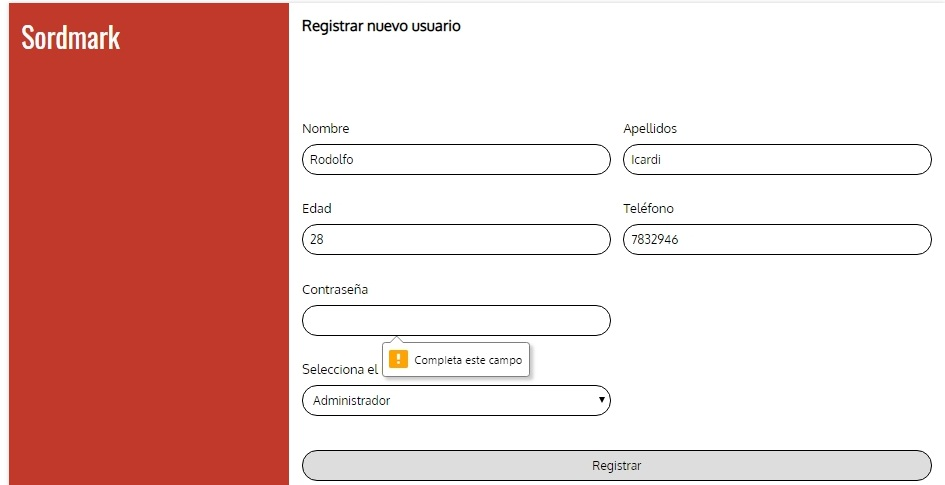 Sordmark
Registrar nuevo usuario
Nombre
Apellidos
Rodolfo
Icardi
Edad
Teléfono
28
7832946
Contraseña
Completa este campo
Selecciona el
Administrador
Registrar